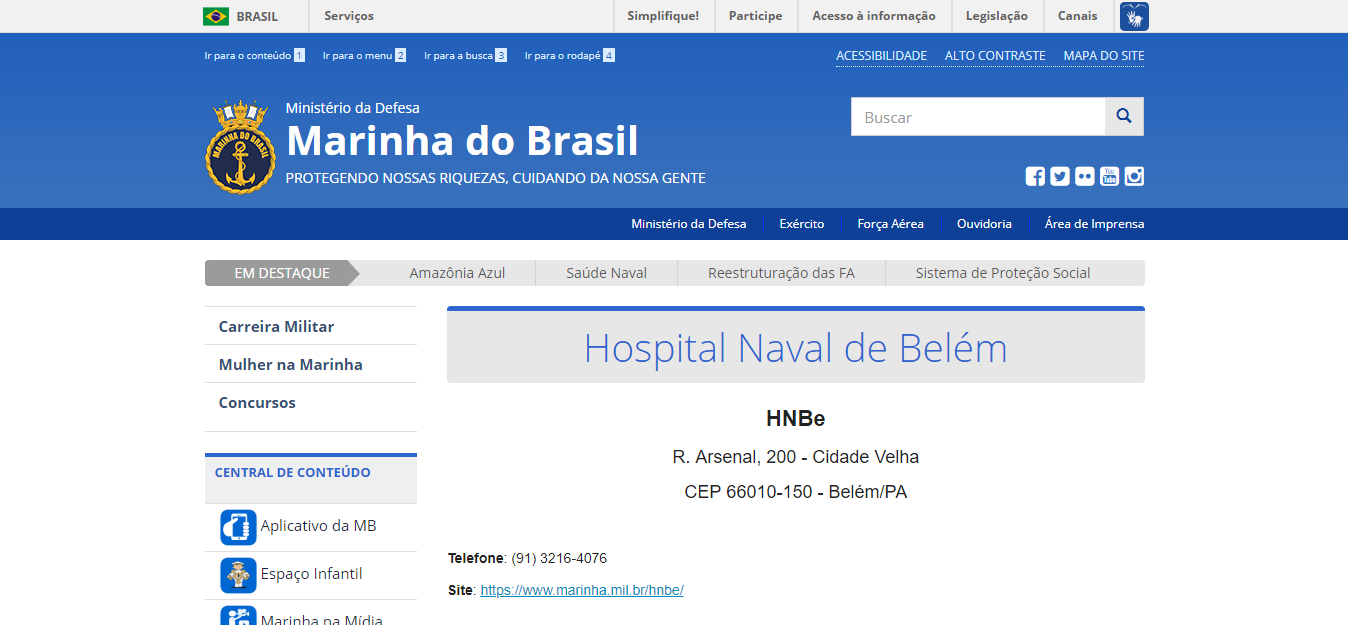 BRASIL Serviços Simplifique! Participe Acesso à informação Legislação Canais
Ir para o conteúdo 1 Ir para o menu 2 Ir para a busca 3 Ir para o rodapé 4 ACESSIBILIDADE ALTO CONTRASTE MAPA DO SITE
MARINHA DO BRASIL
Ministério da Defesa
Marinha do Brasil
PROTEGENDO NOSSAS RIQUEZAS, CUIDANDO DA NOSSA GENTE
Buscar
You
Tube
Ministério da Defesa Exército Força Aérea Ouvidoria Área de Imprensa
EM DESTAQUE Amazônia Azul Saúde Naval Reestruturação das FA Sistema de Proteção Social
Carreira Militar
Mulher na Marinha
Concursos
CENTRAL DE CONTEÚDO
Aplicativo da MB
Espaço Infantil
Marinha na Mídia
Hospital Naval de Belém
HNBe
R. Arsenal, 200 - Cidade Velha
CEP 66010-150 - Belém/PA
Telefone: (91) 3216-4076
Site: https://www.marinha.mil.br/hnbe/